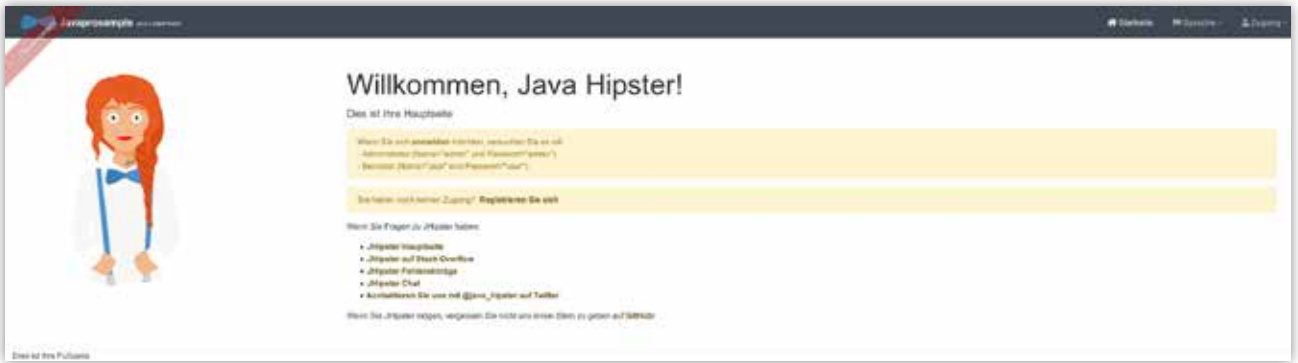 Javaprosample
Startseite Sprache Zugang
Willkommen, Java Hipster!
Dies ist Ihre Hauptseite
Wenn Sie sich anmelden möchten, versuchen Sie es mit
- Administrator (Name="admin" und Passwort="admin")
- Benutzer (Name="user" und Passwort="user").
Sie haben noch keinen Zugang? Registrieren Sie sich
Wenn Sie Fragen zu JHipster haben:
• JHipster Hauptseite
• JHipster auf Stack Overflow
• JHipster Fehlereinträge
• JHipster Chat
• kontaktieren Sie uns mit @java_hipster auf Twitter
Wenn Sie JHipster mögen, vergessen Sie nicht uns einen Stern zu geben auf GitHub!
Dies ist Ihre Fußzeile